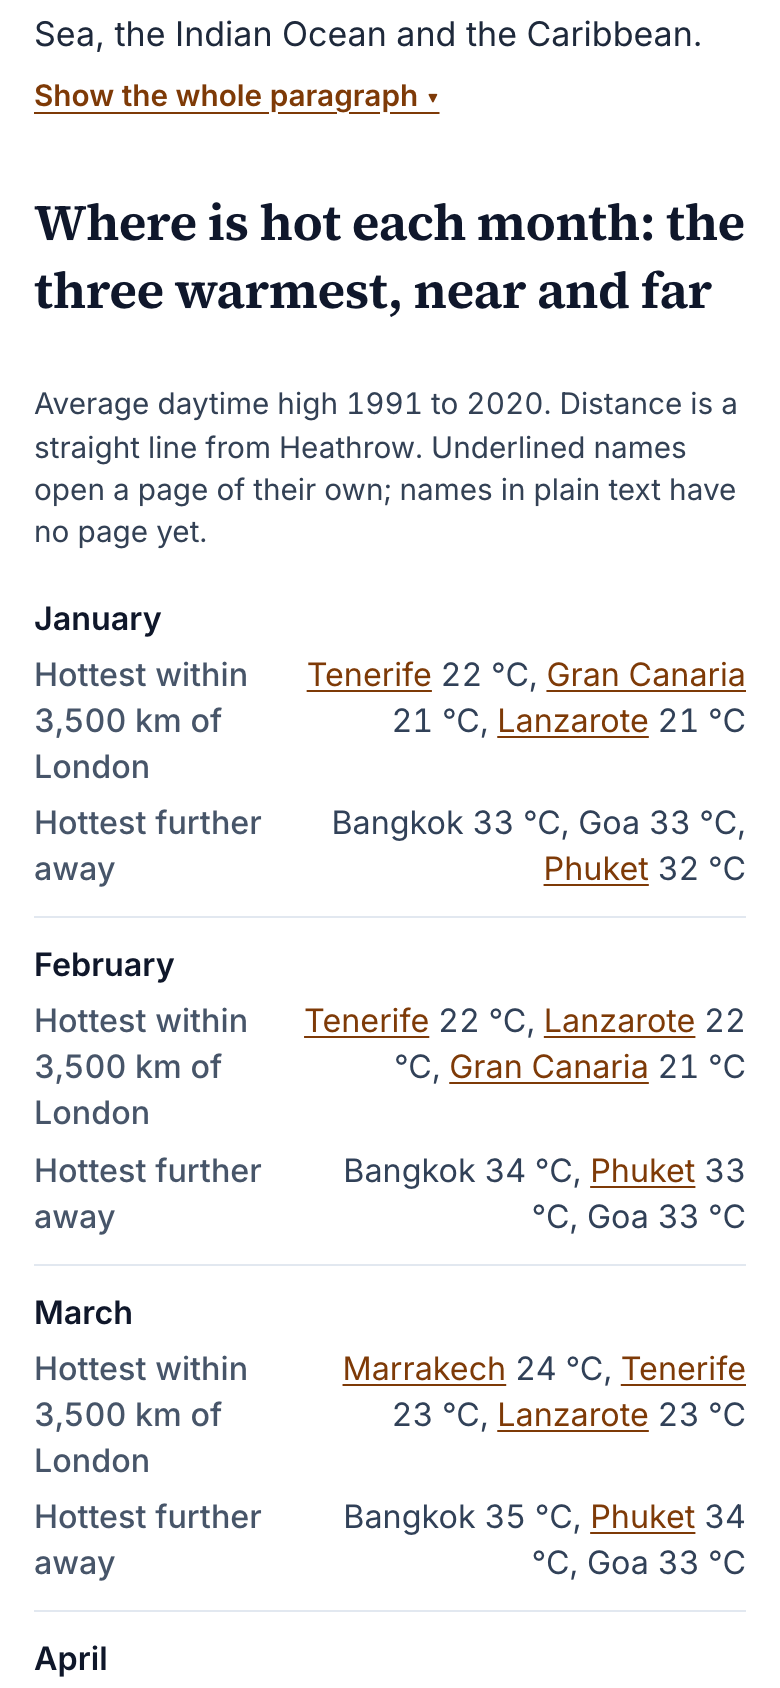 Sea, the Indian Ocean and the Caribbean.
Show the whole paragraph ▾
Where is hot each month: the
three warmest, near and far
Average daytime high 1991 to 2020. Distance is a
straight line from Heathrow. Underlined names
open a page of their own; names in plain text have
no page yet.
January
Hottest within
3,500 km of
London
Tenerife 22 °C, Gran Canaria
21 °C, Lanzarote 21 °C
Hottest further
away
Bangkok 33 °C, Goa 33 °C,
Phuket 32 °C
February
Hottest within
3,500 km of
London
Tenerife 22 °C, Lanzarote 22
°C, Gran Canaria 21 °C
Hottest further
away
Bangkok 34 °C, Phuket 33
°C, Goa 33 °C
March
Hottest within
3,500 km of
London
Marrakech 24 °C, Tenerife
23 °C, Lanzarote 23 °C
Hottest further
away
Bangkok 35 °C, Phuket 34
°C, Goa 33 °C
April